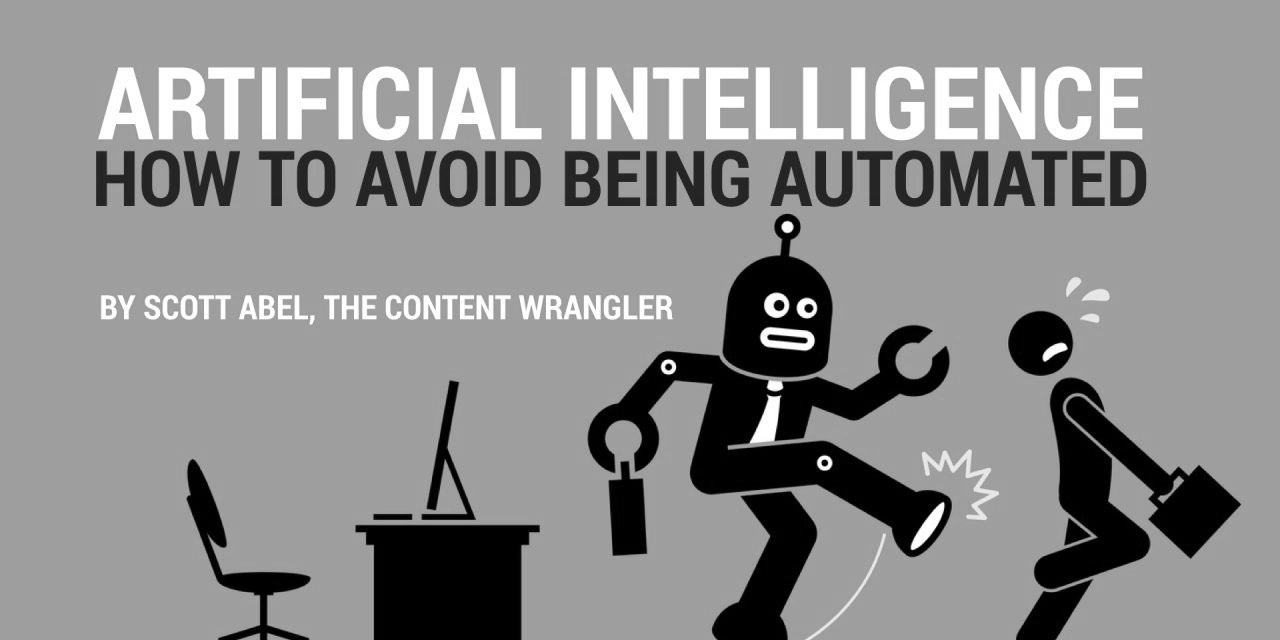 ARTIFICIAL INTELLIGENCE
HOW TO AVOID BEING AUTOMATED
BY SCOTT ABEL, THE CONTENT WRANGLER